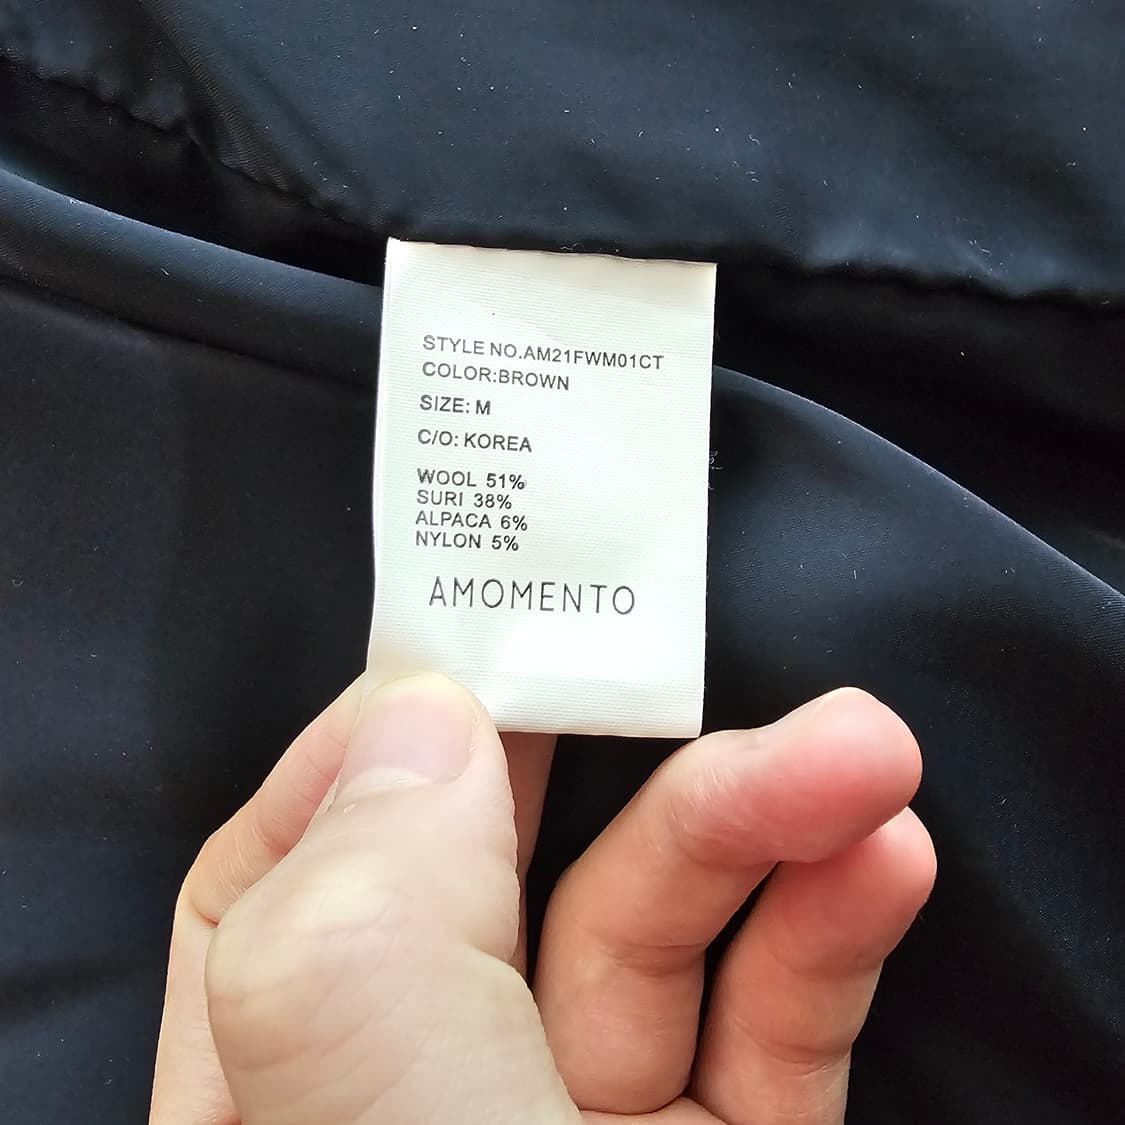 STYLE NO.AM21FWM01CT
COLOR:BROWN
SIZE: M
C/O: KOREA
WOOL 51%
SURI 38%
ALPACA 6%
NYLON 5%
AMOMENTO